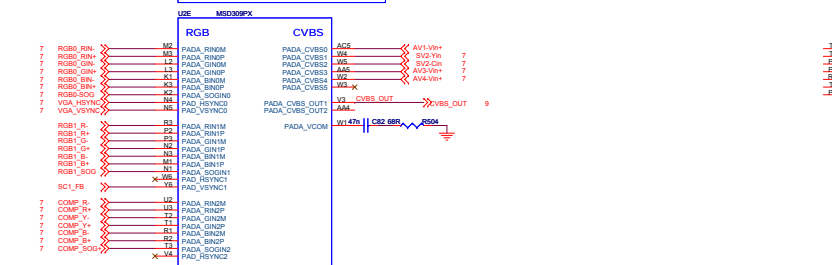 U2E MSD309PX
RGB CVBS
7 RGB0_RIN- M2 PADA_RIN0M PADA_CVBS0 AC5 AV1-Vin+
7 RGB0_RIN+ M3 PADA_RIN0P PADA_CVBS1 W4 SV2-Yin 7
7 RGB0_GIN- L2 PADA_GIN0M PADA_CVBS2 W5 SV2-Cin 7
7 RGB0_GIN+ L3 PADA_GIN0P PADA_CVBS3 AA5 AV3-Vin+ 7
7 RGB0_BIN- K1 PADA_BIN0M PADA_CVBS4 W2 AV4-Vin+ 7
7 RGB0_BIN+ K3 PADA_BIN0P PADA_CVBS5 W3
7 RGB0-SOG K2 PADA_SOGIN0
7 VGA_HSYNC N4 PAD_HSYNC0 PADA_CVBS_OUT1 V3 CVBS_OUT CVBS_OUT 9
7 VGA_VSYNC N5 PAD_VSYNC0 PADA_CVBS_OUT2 AA4
RGB1_R- R3 PADA_RIN1M PADA_VCOM W1 47n C82 68R R504
RGB1_R+ P2 PADA_RIN1P
RGB1_G- P3 PADA_GIN1M
RGB1_G+ N2 PADA_GIN1P
RGB1_B- N3 PADA_BIN1M
RGB1_B+ M1 PADA_BIN1P
RGB1_SOG N1 PADA_SOGIN1
W6 PAD_HSYNC1
SC1_FB Y6 PAD_VSYNC1
7 COMP_R- U2 PADA_RIN2M
7 COMP_R+ U3 PADA_RIN2P
7 COMP_Y- T2 PADA_GIN2M
7 COMP_Y+ T1 PADA_GIN2P
7 COMP_B- R1 PADA_BIN2M
7 COMP_B+ R2 PADA_BIN2P
7 COMP_SOG+ T3 PADA_SOGIN2
V4 PAD_HSYNC2